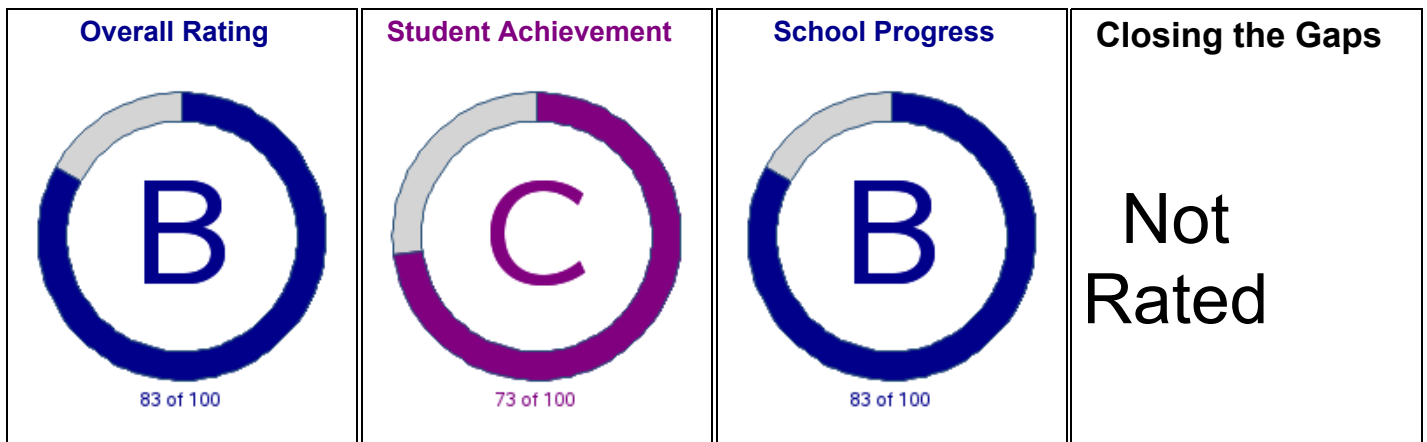 Overall Rating
B
83 of 100
Student Achievement
C
73 of 100
School Progress
B
83 of 100
Closing the Gaps
Not
Rated